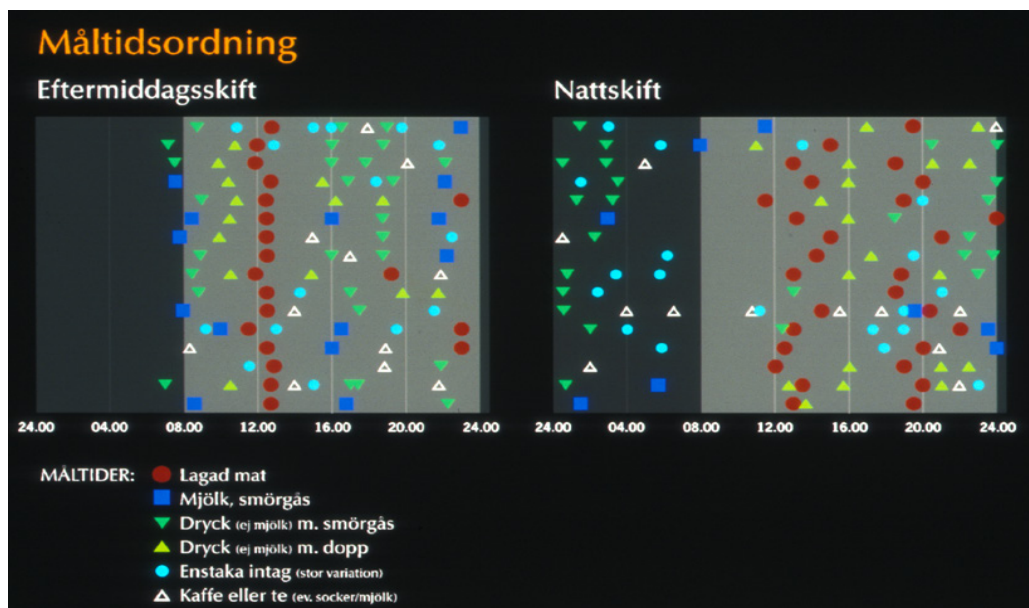 Måltidsordning
Eftermiddagsskift
Nattskift
24.00 04.00 08.00 12.00 16.00 20.00 24.00
24.00 04.00 08.00 12.00 16.00 20.00 24.00
MÅLTIDER:
Lagad mat
Mjölk, smörgås
Dryck (ej mjölk) m. smörgås
Dryck (ej mjölk) m. dopp
Enstaka intag (stor variation)
Kaffe eller te (ev. socker/mjölk)